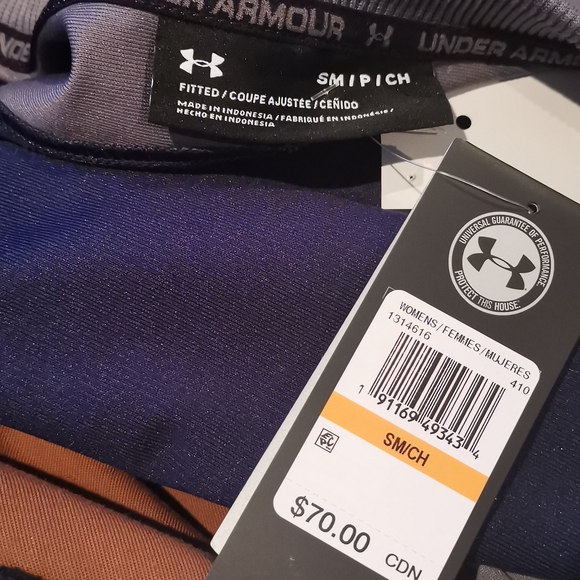 UNDER ARMOUR UNDER ARMOUR
SM / P / CH
FITTED / COUPE AJUSTÉE / CEÑIDO
MADE IN INDONESIA / FABRIQUÉ EN INDONÉSIE /
HECHO EN INDONESIA
UNIVERSAL GUARANTEE OF PERFORMANCE
PROTECT THIS HOUSE.
WOMENS / FEMMES / MUJERES
1314616 410
1 91169 49343 4
SM/CH
$70.00 CDN